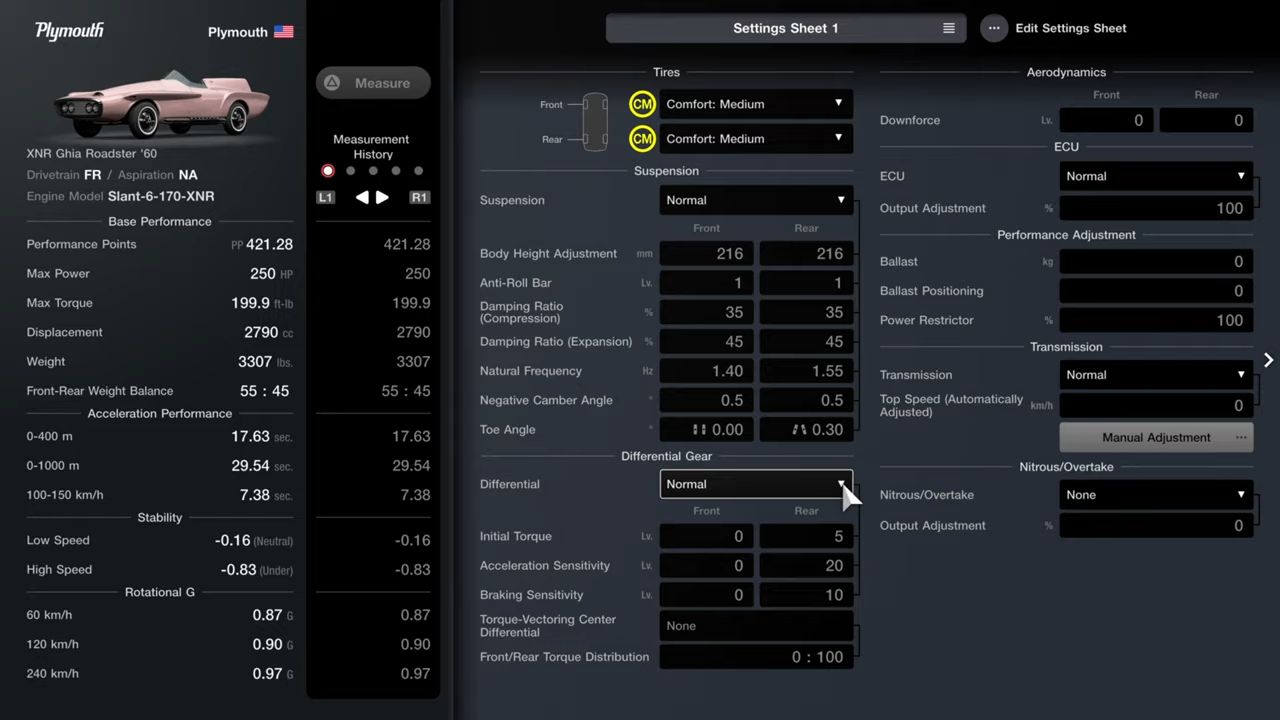 Plymouth
Plymouth
XNR Ghia Roadster '60
Drivetrain FR / Aspiration NA
Engine Model Slant-6-170-XNR
Base Performance
Performance Points PP 421.28
Max Power 250 HP
Max Torque 199.9 ft-lb
Displacement 2790 cc
Weight 3307 lbs.
Front-Rear Weight Balance 55 : 45
Acceleration Performance
0-400 m 17.63 sec.
0-1000 m 29.54 sec.
100-150 km/h 7.38 sec.
Stability
Low Speed -0.16 (Neutral)
High Speed -0.83 (Under)
Rotational G
60 km/h 0.87 G
120 km/h 0.90 G
240 km/h 0.97 G
Measure
Measurement
History
L1 R1
421.28
250
199.9
2790
3307
55 : 45
17.63
29.54
7.38
-0.16
-0.83
0.87
0.90
0.97
Settings Sheet 1
Edit Settings Sheet
Tires
Front CM Comfort: Medium
Rear CM Comfort: Medium
Suspension
Suspension Normal
Front Rear
Body Height Adjustment mm 216 216
Anti-Roll Bar Lv. 1 1
Damping Ratio
(Compression) % 35 35
Damping Ratio (Expansion) % 45 45
Natural Frequency Hz 1.40 1.55
Negative Camber Angle ° 0.5 0.5
Toe Angle ° 0.00 0.30
Differential Gear
Differential Normal
Front Rear
Initial Torque Lv. 0 5
Acceleration Sensitivity Lv. 0 20
Braking Sensitivity Lv. 0 10
Torque-Vectoring Center
Differential None
Front/Rear Torque Distribution 0 : 100
Aerodynamics
Front Rear
Downforce Lv. 0 0
ECU
ECU Normal
Output Adjustment % 100
Performance Adjustment
Ballast kg 0
Ballast Positioning 0
Power Restrictor % 100
Transmission
Transmission Normal
Top Speed (Automatically
Adjusted) km/h 0
Manual Adjustment
Nitrous/Overtake
Nitrous/Overtake None
Output Adjustment % 0